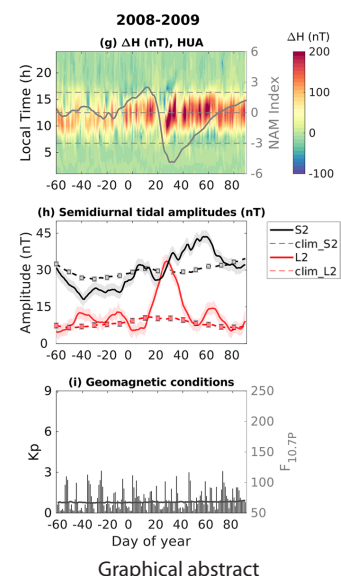 2008-2009
(g) ΔH (nT), HUA
ΔH (nT)
Local Time (h)
20
15
10
5
-60 -40 -20 0 20 40 60 80
6
3
0
-3
-6
NAM Index
200
100
0
-100
(h) Semidiurnal tidal amplitudes (nT)
Amplitude (nT)
45
30
15
0
-60 -40 -20 0 20 40 60 80
S2
clim_S2
L2
clim_L2
(i) Geomagnetic conditions
Kp
9
6
3
0
250
200
150
100
50
F10.7P
-60 -40 -20 0 20 40 60 80
Day of year
Graphical abstract